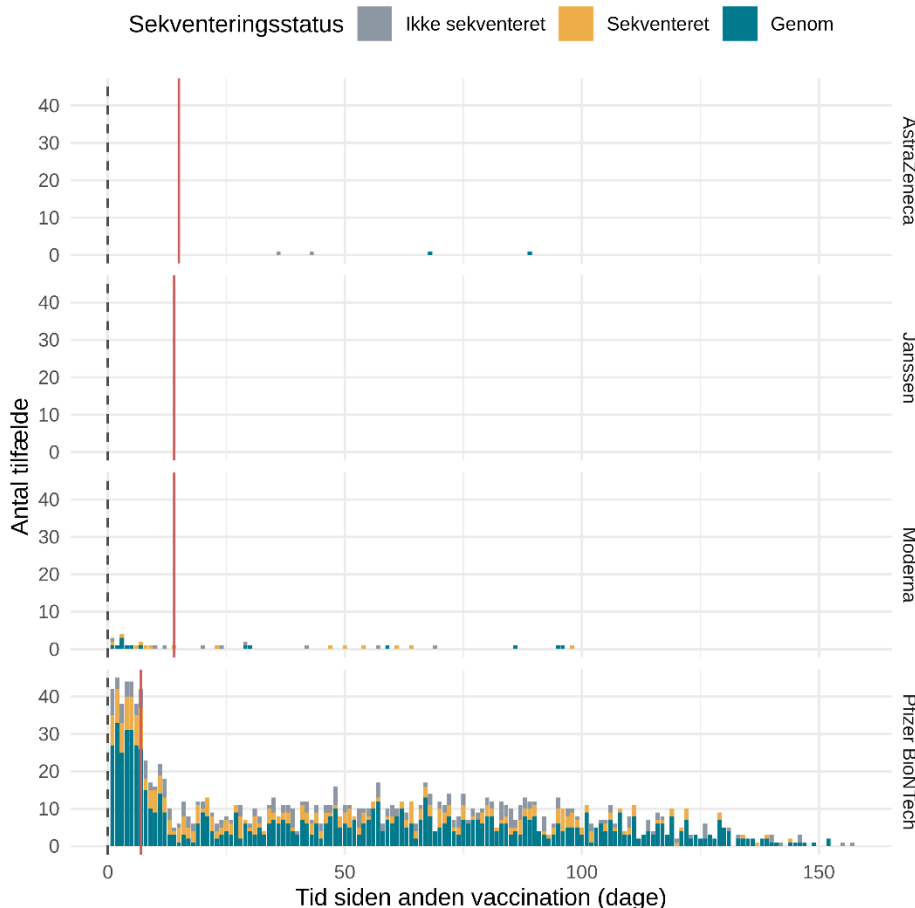 Sekventeringsstatus Ikke sekventeret Sekventeret Genom
40
30
20
10
0
AstraZeneca
40
30
20
10
0
Janssen
40
30
20
10
0
Moderna
40
30
20
10
0
Pfizer BioNTech
Antal tilfælde
0 50 100 150
Tid siden anden vaccination (dage)